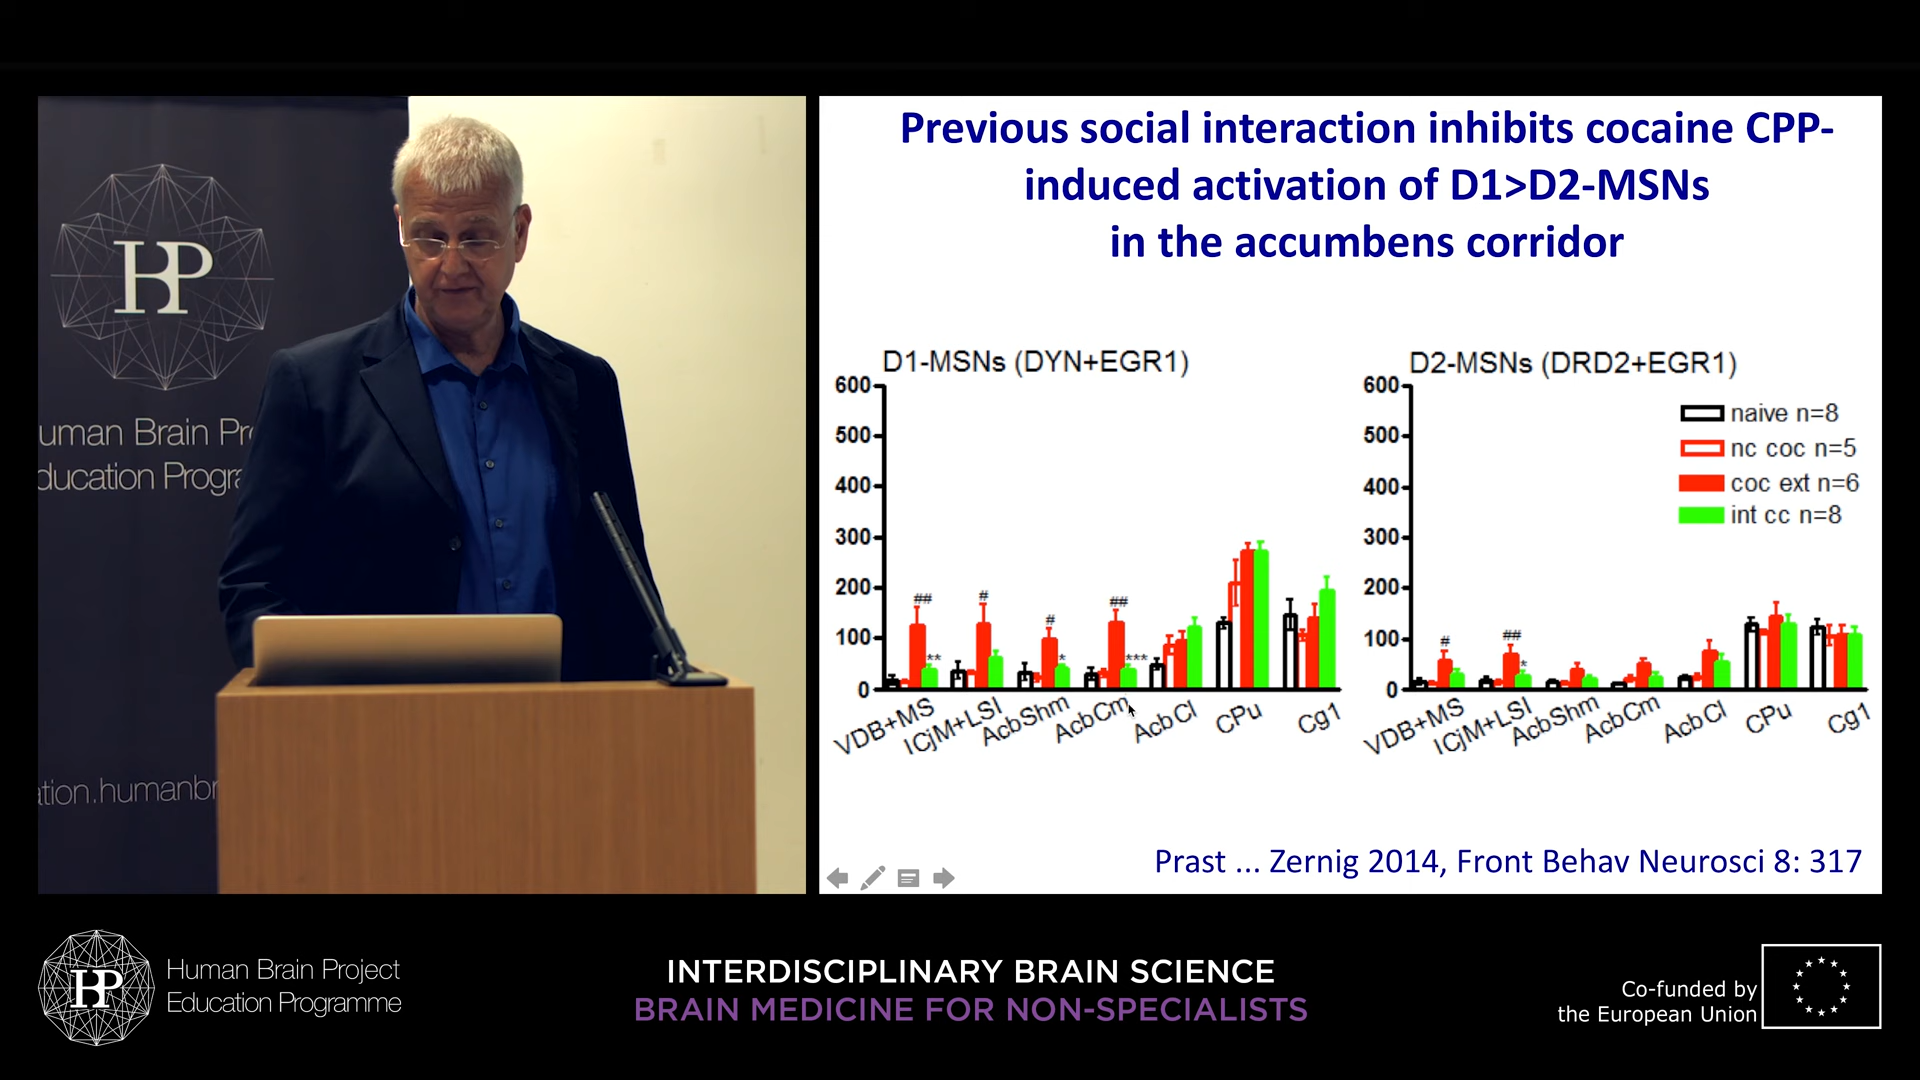 HBP
uman Brain Pr
ducation Progra
ation.humanbr
Previous social interaction inhibits cocaine CPP-
induced activation of D1>D2-MSNs
in the accumbens corridor
D1-MSNs (DYN+EGR1)
600
500
400
300
200
100
0
##
**
#
#
*
##
***
VDB+MS
ICjM+LSI
AcbShm
AcbCm
AcbCl
CPu
Cg1
D2-MSNs (DRD2+EGR1)
600
500
400
300
200
100
0
naive n=8
nc coc n=5
coc ext n=6
int cc n=8
#
##
*
VDB+MS
ICjM+LSI
AcbShm
AcbCm
AcbCl
CPu
Cg1
Prast ... Zernig 2014, Front Behav Neurosci 8: 317
HBP
Human Brain Project
Education Programme
INTERDISCIPLINARY BRAIN SCIENCE
BRAIN MEDICINE FOR NON-SPECIALISTS
Co-funded by
the European Union